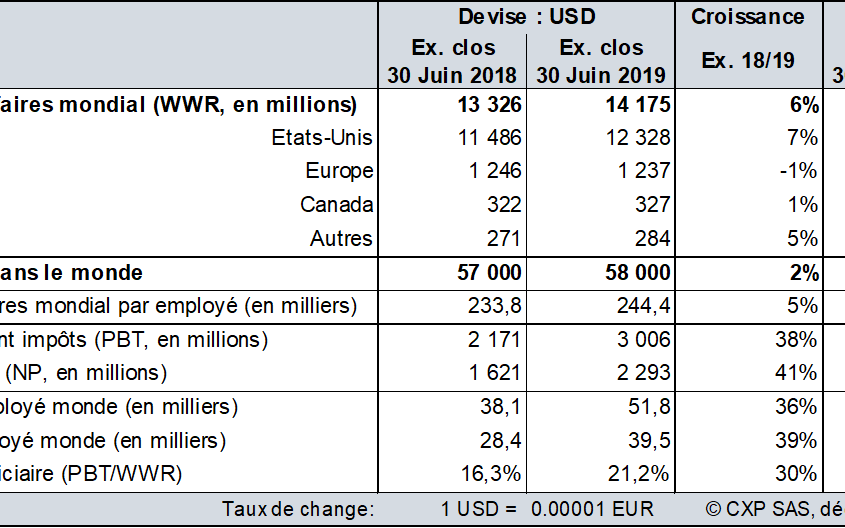 Devise : USD Croissance
Ex. clos Ex. clos Ex. 18/19
30 Juin 2018 30 Juin 2019
faires mondial (WWR, en millions) 13 326 14 175 6%
Etats-Unis 11 486 12 328 7%
Europe 1 246 1 237 -1%
Canada 322 327 1%
Autres 271 284 5%
ans le monde 57 000 58 000 2%
res mondial par employé (en milliers) 233,8 244,4 5%
nt impôts (PBT, en millions) 2 171 3 006 38%
(NP, en millions) 1 621 2 293 41%
ployé monde (en milliers) 38,1 51,8 36%
oyé monde (en milliers) 28,4 39,5 39%
iciaire (PBT/WWR) 16,3% 21,2% 30%
Taux de change: 1 USD = 0.00001 EUR © CXP SAS, déc